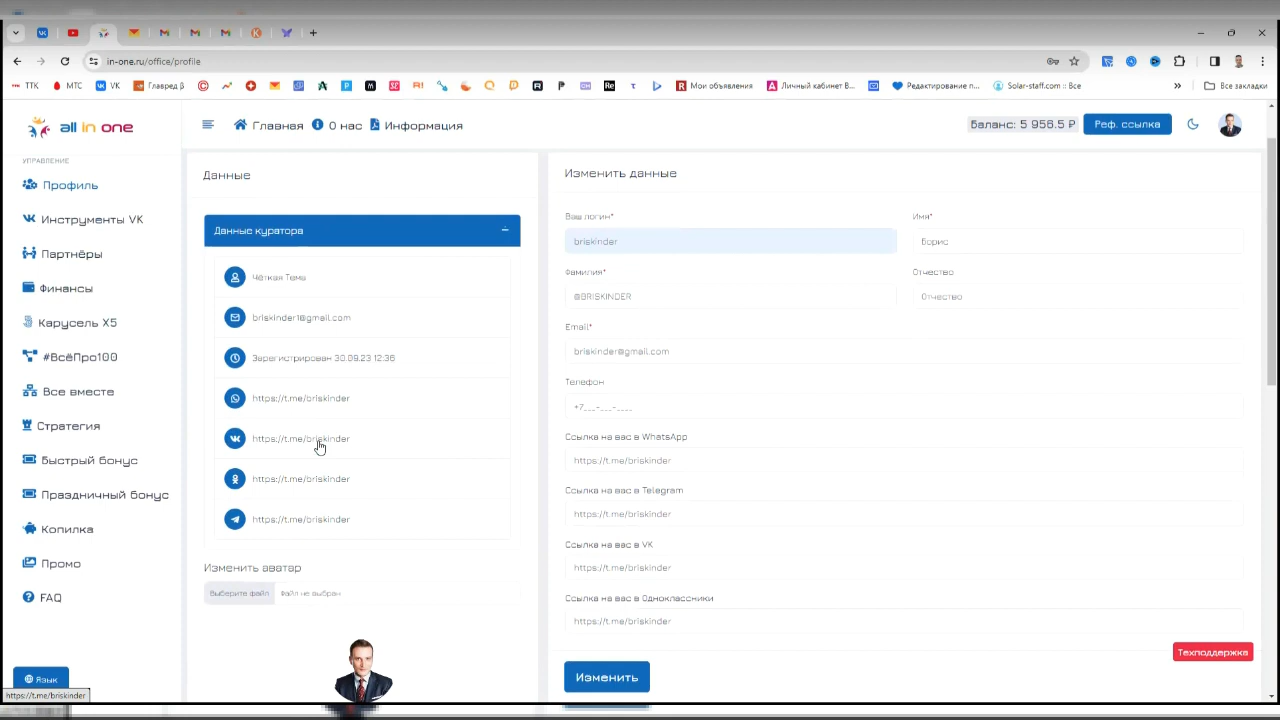 in-one.ru/office/profile
ТТК
МТС
VK
Главред β
Мои объявления
Личный кабинет B...
Редактирование п...
Solar-staff.com :: Все
Все закладки
all in one
Главная
О нас
Информация
Баланс: 5 956.5 ₽
Реф. ссылка
УПРАВЛЕНИЕ
Профиль
Инструменты VK
Партнёры
Финансы
Карусель X5
#ВсёПро100
Все вместе
Стратегия
Быстрый бонус
Праздничный бонус
Копилка
Промо
FAQ
Язык
https://t.me/briskinder
Данные
Данные куратора
Чёткая Тема
briskinder1@gmail.com
Зарегистрирован 30.09.23 12:36
https://t.me/briskinder
https://t.me/briskinder
https://t.me/briskinder
https://t.me/briskinder
Изменить аватар
Выберите файл
Файл не выбран
Изменить данные
Ваш логин*
Имя*
briskinder
Борис
Фамилия*
Отчество
@BRISKINDER
Отчество
Email*
briskinder@gmail.com
Телефон
+7___-___-____
Ссылка на вас в WhatsApp
https://t.me/briskinder
Ссылка на вас в Telegram
https://t.me/briskinder
Ссылка на вас в VK
https://t.me/briskinder
Ссылка на вас в Одноклассники
https://t.me/briskinder
Техподдержка
Изменить